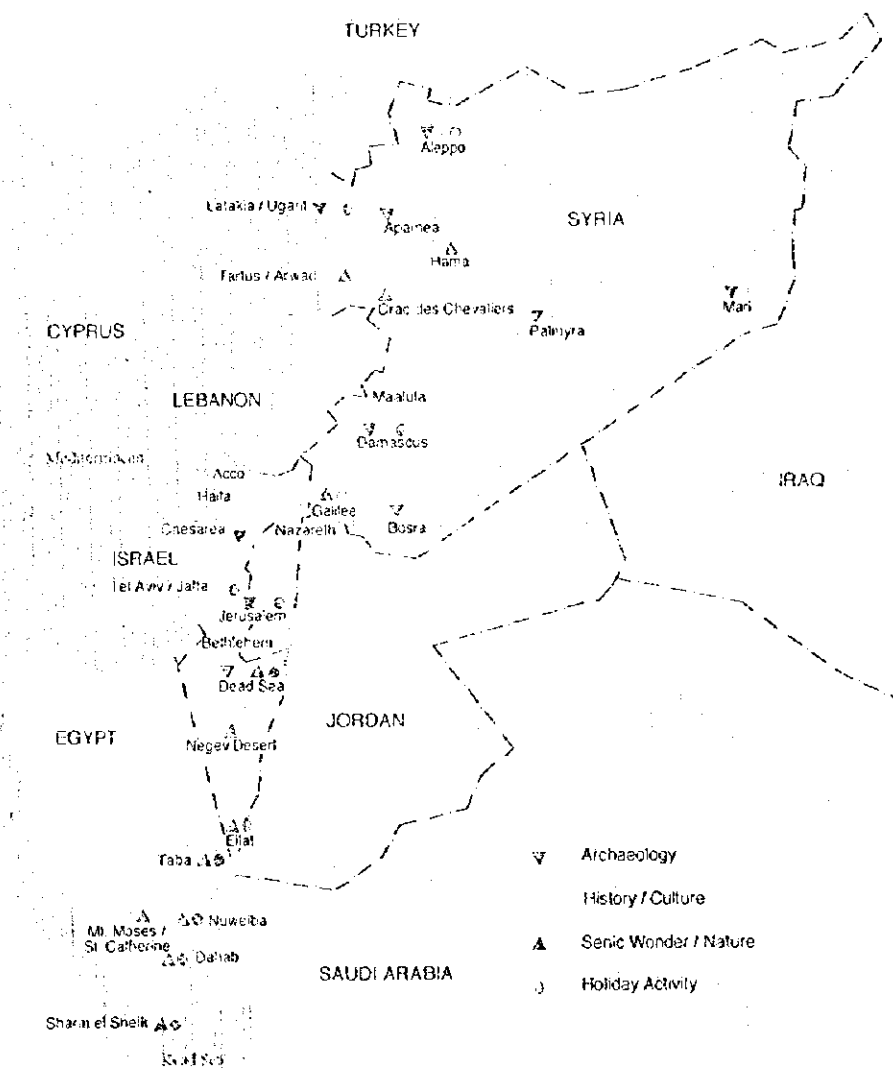 TURKEY
Aleppo
Latakia / Ugarit
Apamea
SYRIA
Hama
Tartus / Arwad
Crac des Chevaliers
Mari
Palmyra
CYPRUS
LEBANON
Maalula
Damascus
Mediterranean
Acco
Haifa
IRAQ
Galilee
Caesarea
Nazareth
Bosra
ISRAEL
Tel Aviv / Jaffa
Jerusalem
Bethlehem
Dead Sea
EGYPT
JORDAN
Negev Desert
Eilat
Taba
Archaeology
History / Culture
Mt. Moses /
St. Catherine
Nuweiba
Senic Wonder / Nature
Dahab
SAUDI ARABIA
Holiday Activity
Sharm el Sheik